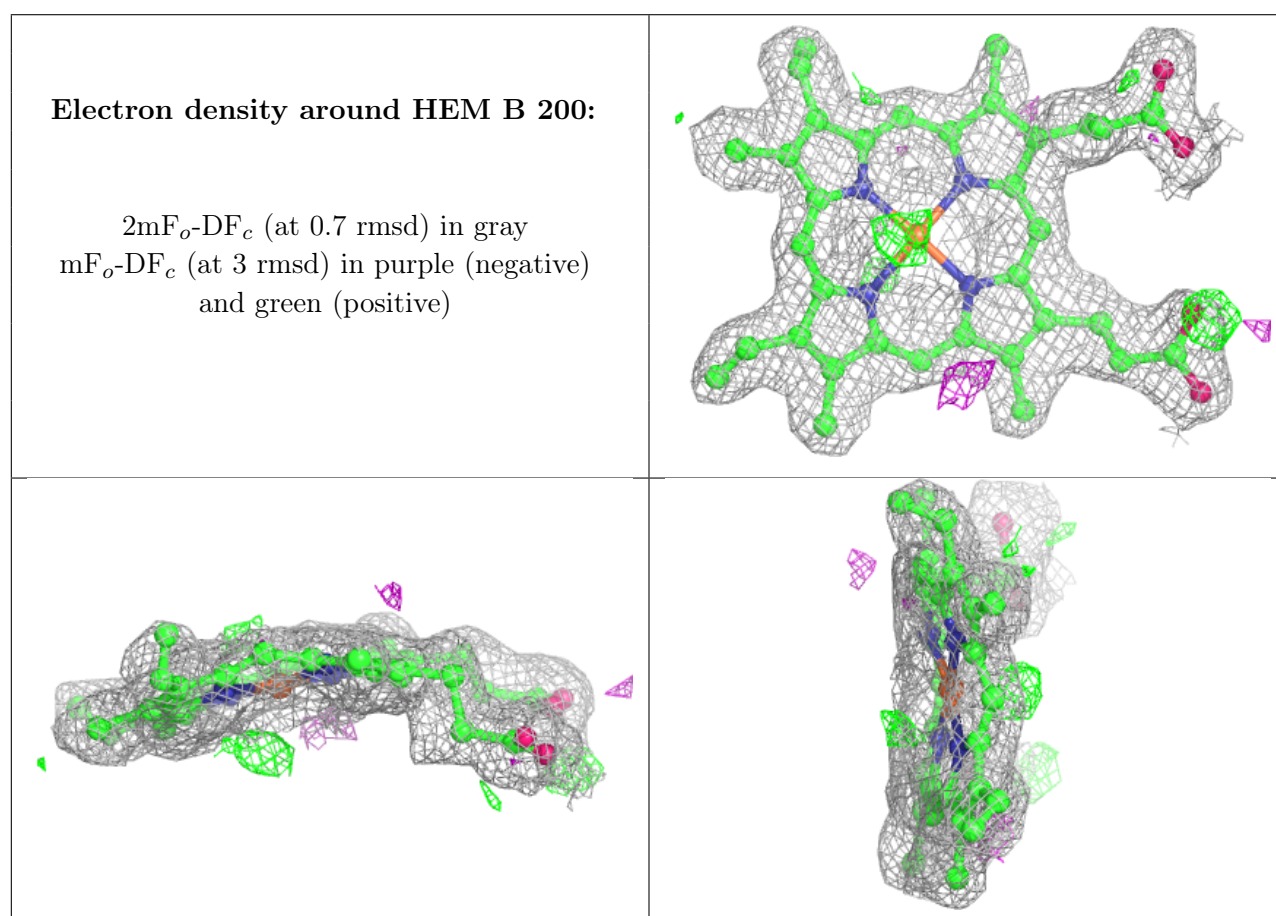 Electron density around HEM B 200:
2mFₒ-DF𝒸 (at 0.7 rmsd) in gray
mFₒ-DF𝒸 (at 3 rmsd) in purple (negative)
and green (positive)